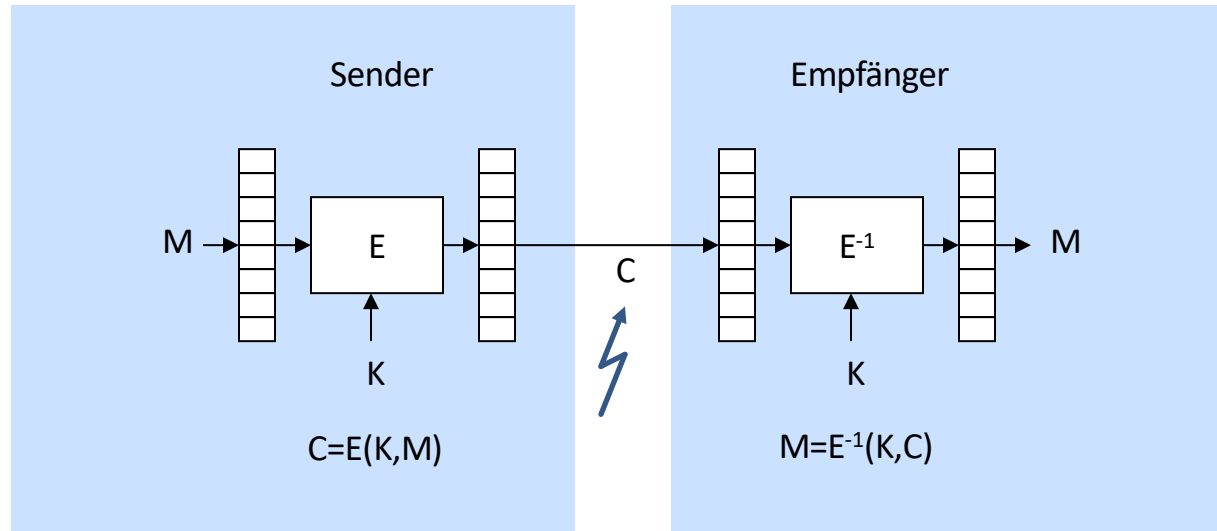 Sender
M
E
K
C=E(K,M)
C
Empfänger
E⁻¹
M
K
M=E⁻¹(K,C)